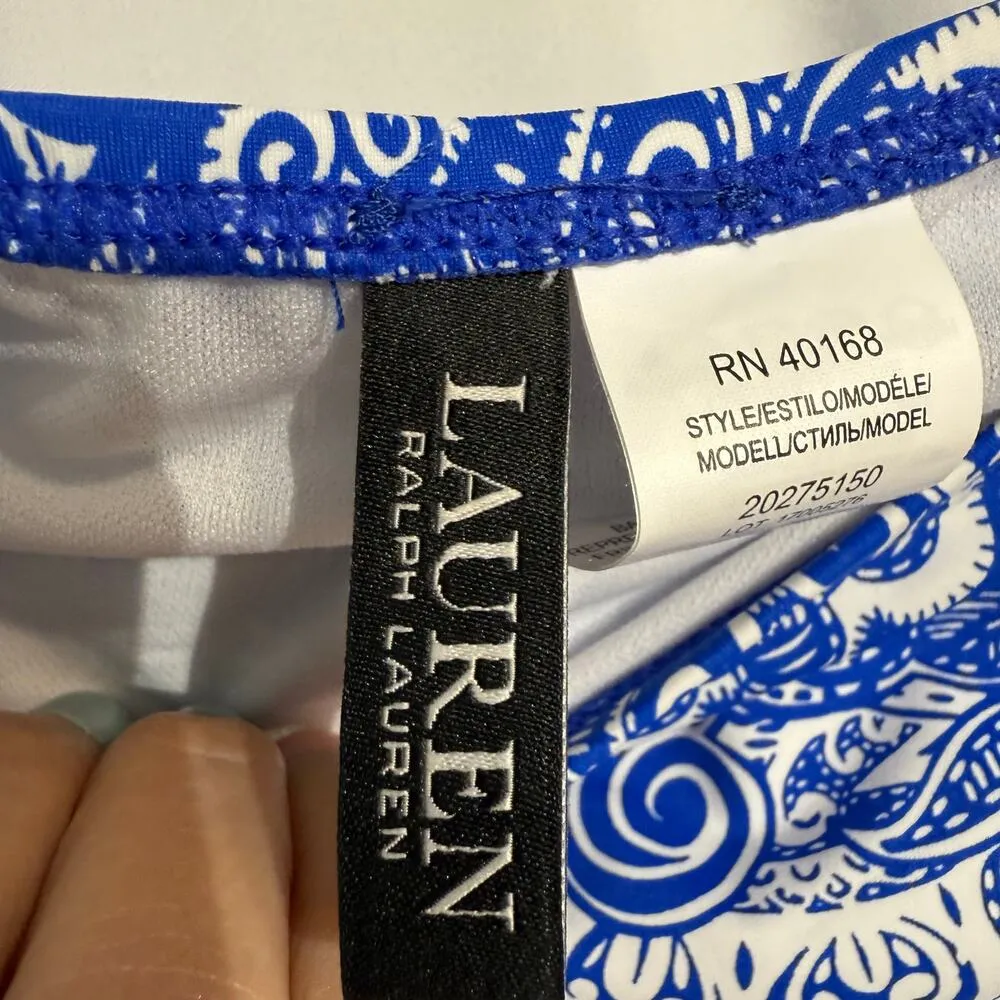 LAUREN
RALPH LAUREN
RN 40168
STYLE/ESTILO/MODÉLE/
MODELL/СТИЛЬ/MODEL
20275150